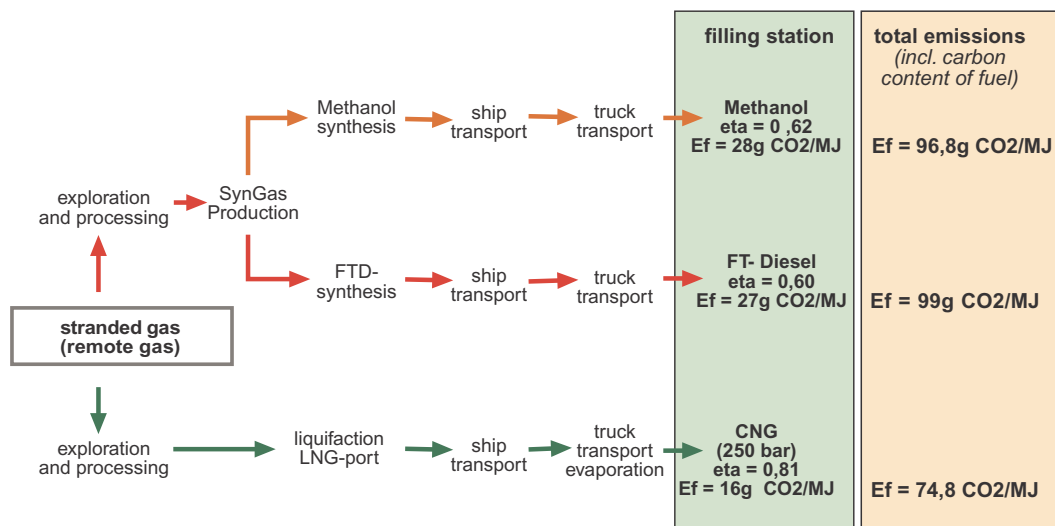 filling station
total emissions
(incl. carbon
content of fuel)
Methanol
synthesis
ship
transport
truck
transport
Methanol
eta = 0 ,62
Ef = 28g CO2/MJ
Ef = 96,8g CO2/MJ
exploration
and processing
SynGas
Production
FTD-
synthesis
ship
transport
truck
transport
FT- Diesel
eta = 0,60
Ef = 27g CO2/MJ
Ef = 99g CO2/MJ
stranded gas
(remote gas)
exploration
and processing
liquifaction
LNG-port
ship
transport
truck
transport
evaporation
CNG
(250 bar)
eta = 0,81
Ef = 16g  CO2/MJ
Ef = 74,8 CO2/MJ